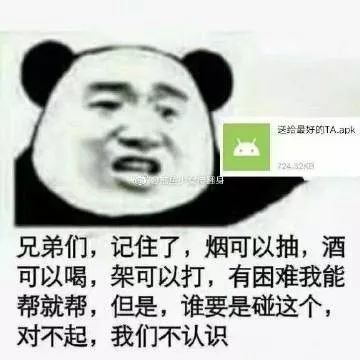 送给最好的TA.apk
724.32KB
兄弟们，记住了，烟可以抽，酒
可以喝，架可以打，有困难我能
帮就帮，但是，谁要是碰这个，
对不起，我们不认识